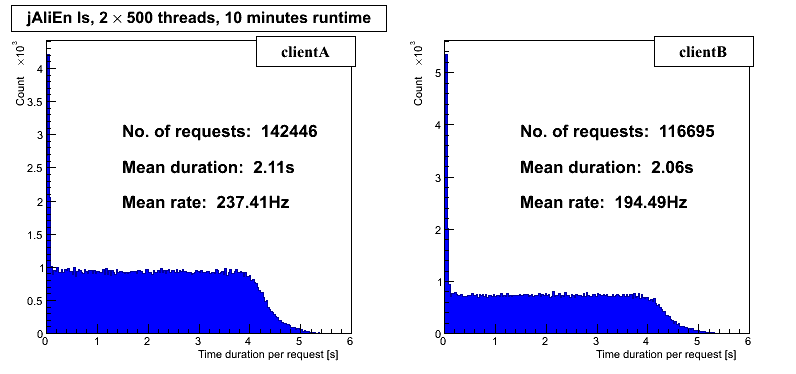 jAliEn ls, 2 × 500 threads, 10 minutes runtime
clientA
Count ×10³
4
3.5
3
2.5
2
1.5
1
0.5
0
No. of requests: 142446
Mean duration: 2.11s
Mean rate: 237.41Hz
0 1 2 3 4 5 6
Time duration per request [s]
clientB
Count ×10³
5
4
3
2
1
0
No. of requests: 116695
Mean duration: 2.06s
Mean rate: 194.49Hz
0 1 2 3 4 5 6
Time duration per request [s]